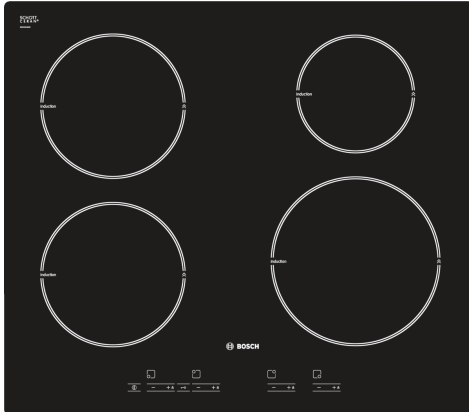 SCHOTT
CERAN®
Induction
Induction
Induction
Induction
BOSCH
- + A - + A - + A - + A